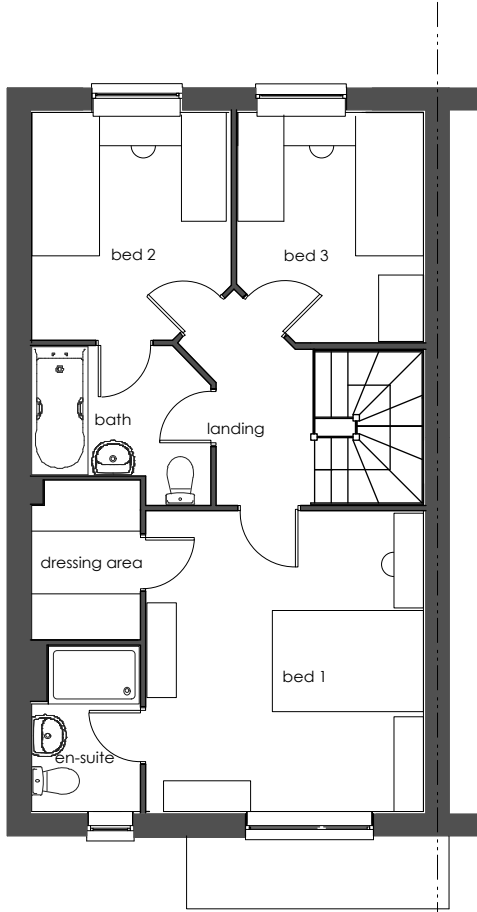 bed 2
bed 3
bath
landing
dressing area
bed 1
en-suite